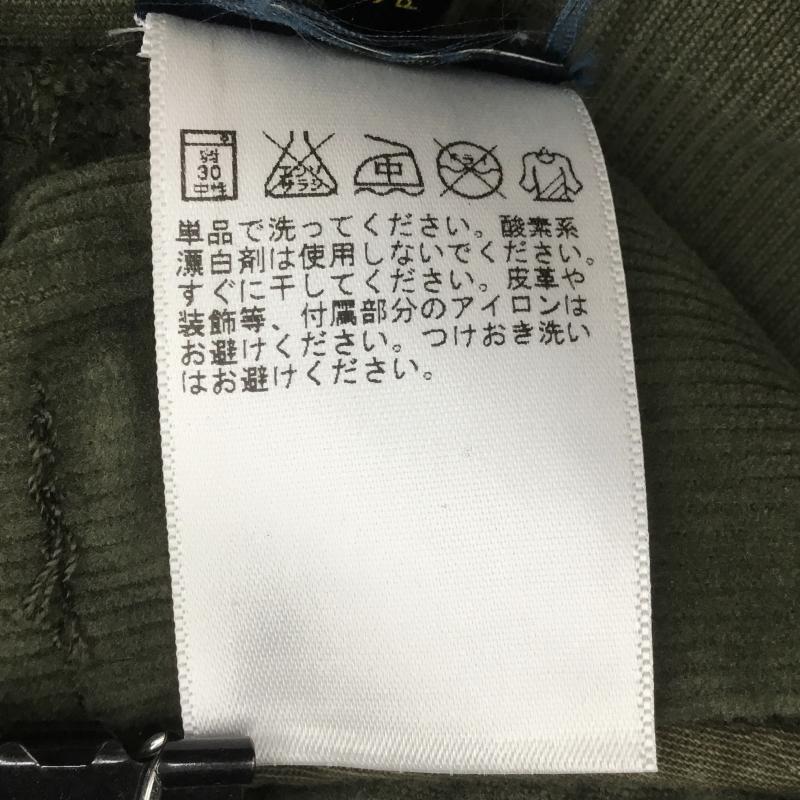 弱
30
中性
エンソ
サラシ
中
ドライ
単品で洗ってください。酸素系
漂白剤は使用しないでください。
すぐに干してください。皮革や
装飾等、付属部分のアイロンは
お避けください。つけおき洗い
はお避けください。